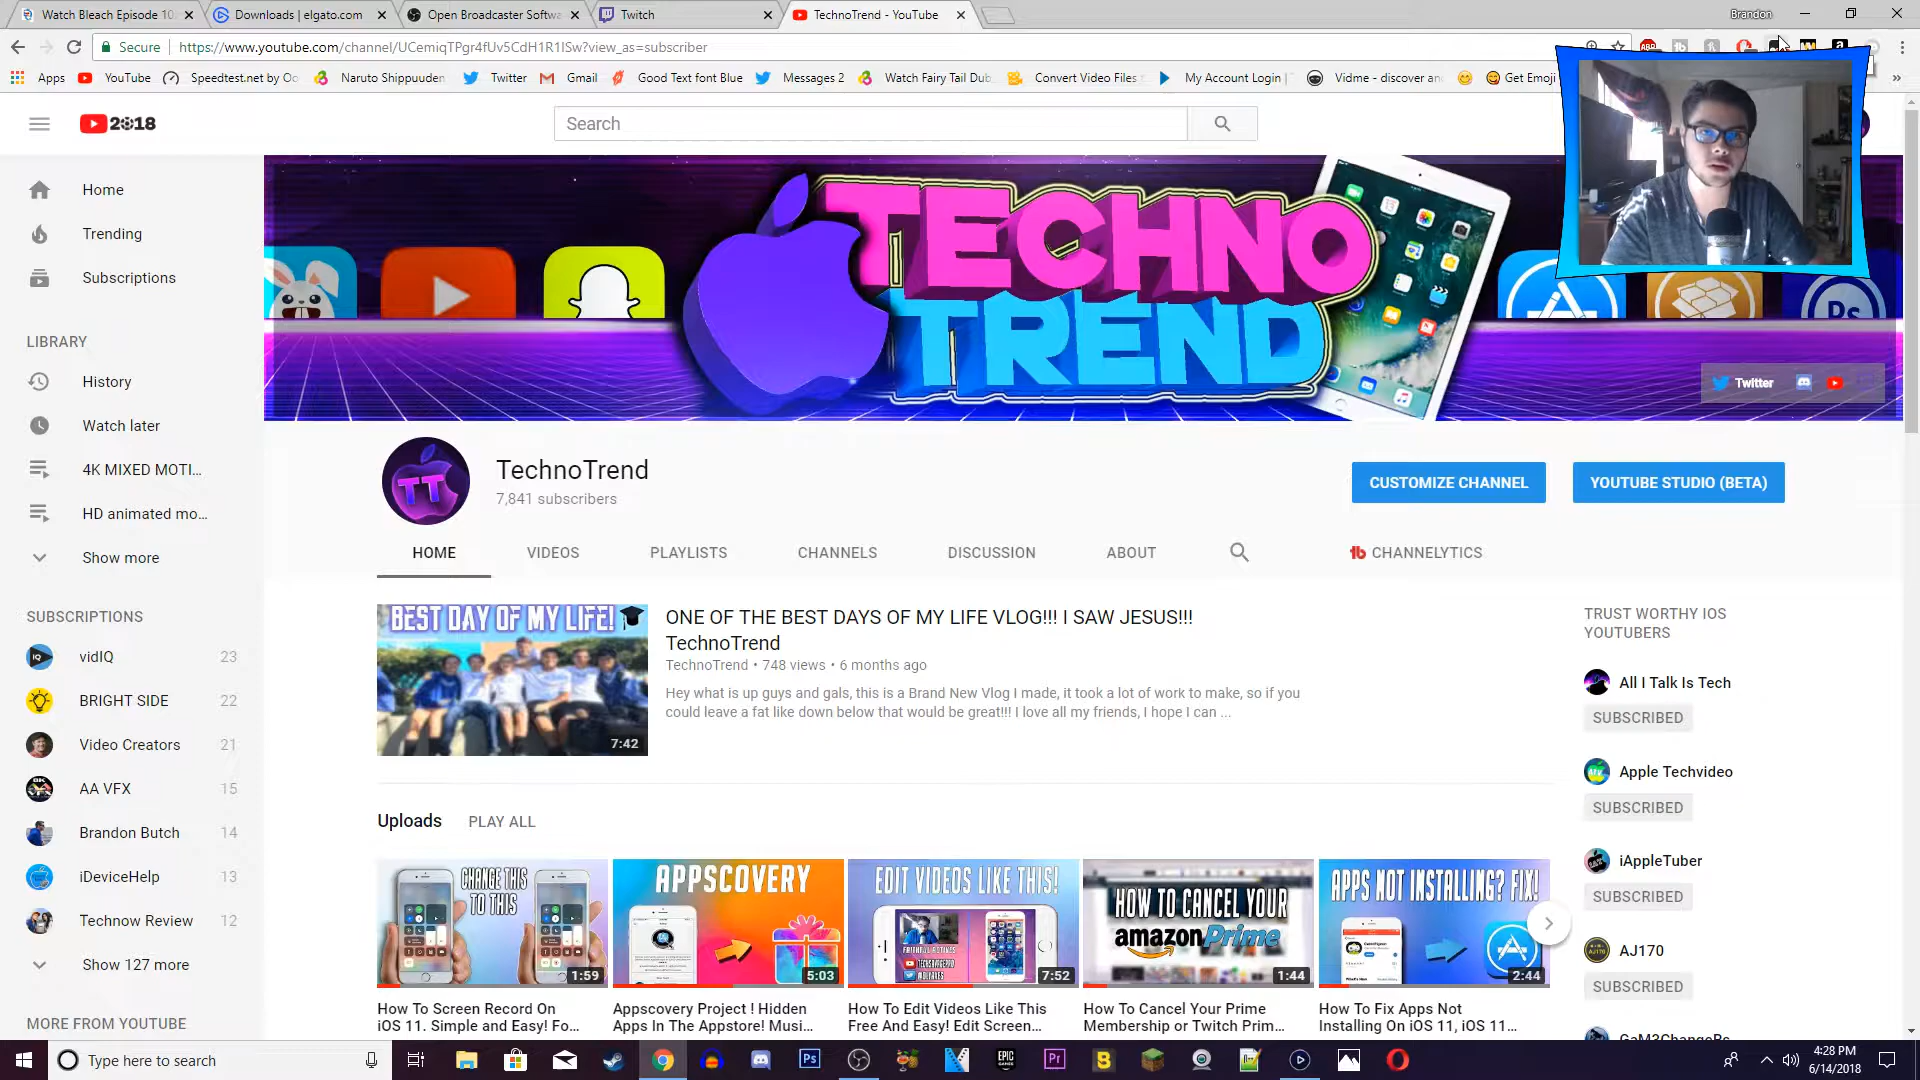 Watch Bleach Episode 10
Downloads | elgato.com
Open Broadcaster Softwa
Twitch
TechnoTrend - YouTube
Brandon
Secure
https://www.youtube.com/channel/UCemiqTPgr4fUv5CdH1R1ISw?view_as=subscriber
Apps
YouTube
Speedtest.net by Oo
Naruto Shippuuden
Twitter
Gmail
Good Text font Blue
Messages 2
Watch Fairy Tail Dub
Convert Video Files
My Account Login |
Vidme - discover an
Get Emoji
2018
Search
Home
Trending
Subscriptions
LIBRARY
History
Watch later
4K MIXED MOTI...
HD animated mo...
Show more
SUBSCRIPTIONS
vidIQ 23
BRIGHT SIDE 22
Video Creators 21
AA VFX 15
Brandon Butch 14
iDeviceHelp 13
Technow Review 12
Show 127 more
MORE FROM YOUTUBE
TECHNO
TREND
Ps
Twitter
TT
TechnoTrend
7,841 subscribers
CUSTOMIZE CHANNEL
YOUTUBE STUDIO (BETA)
HOME
VIDEOS
PLAYLISTS
CHANNELS
DISCUSSION
ABOUT
CHANNELYTICS
BEST DAY OF MY LIFE!
7:42
ONE OF THE BEST DAYS OF MY LIFE VLOG!!! I SAW JESUS!!!
TechnoTrend
TechnoTrend • 748 views • 6 months ago
Hey what is up guys and gals, this is a Brand New Vlog I made, it took a lot of work to make, so if you
could leave a fat like down below that would be great!!! I love all my friends, I hope I can ...
Uploads
PLAY ALL
CHANGE THIS
TO THIS
1:59
How To Screen Record On
iOS 11. Simple and Easy! Fo...
APPSCOVERY
5:03
Appscovery Project ! Hidden
Apps In The Appstore! Musi...
EDIT VIDEOS LIKE THIS!
7:52
How To Edit Videos Like This
Free And Easy! Edit Screen...
HOW TO CANCEL YOUR
amazon Prime
1:44
How To Cancel Your Prime
Membership or Twitch Prim...
APPS NOT INSTALLING? FIX!
2:44
How To Fix Apps Not
Installing On iOS 11, iOS 11...
TRUST WORTHY IOS
YOUTUBERS
All I Talk Is Tech
SUBSCRIBED
Apple Techvideo
SUBSCRIBED
iAppleTuber
SUBSCRIBED
AJ170
SUBSCRIBED
Type here to search
Ps
EPIC
Pr
4:28 PM
6/14/2018